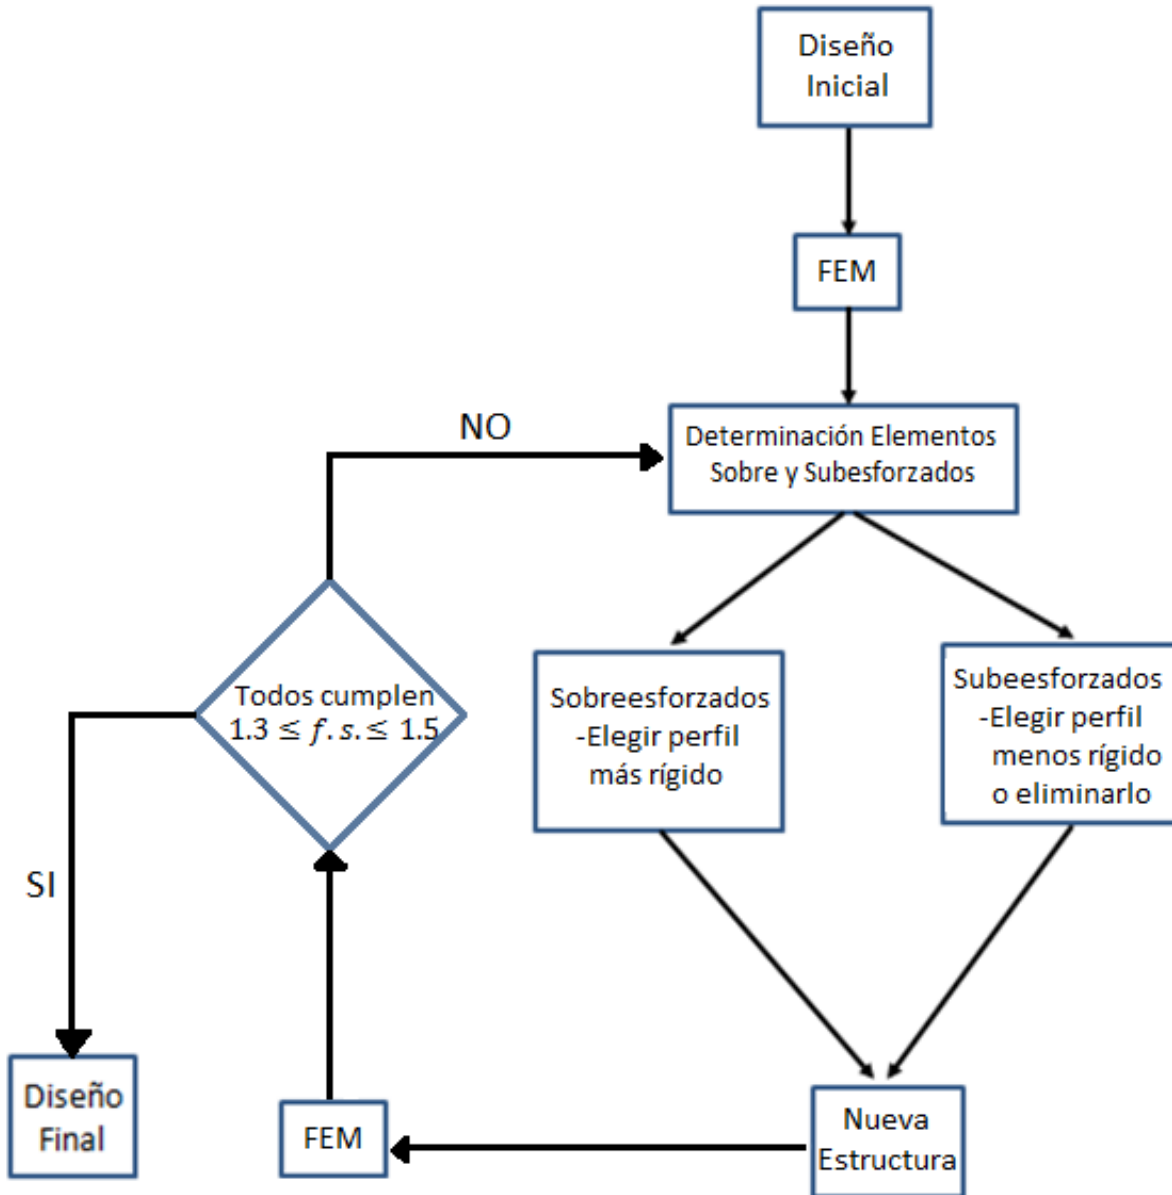 Diseño
Inicial
FEM
NO
Determinación Elementos
Sobre y Subesforzados
Todos cumplen
1.3 ≤ f.s.≤ 1.5
Sobreesforzados
-Elegir perfil
más rígido
Subeesforzados
-Elegir perfil
menos rígido
o eliminarlo
SI
Diseño
Final
FEM
Nueva
Estructura